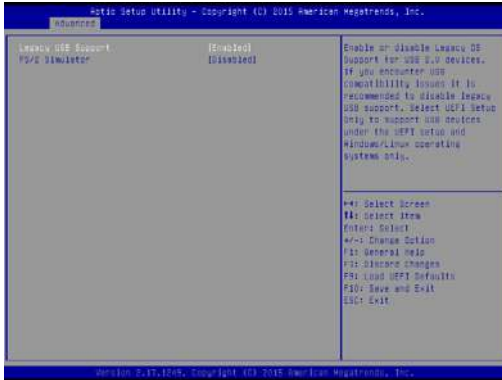 Aptio Setup Utility - Copyright (C) 2015 American Megatrends, Inc.
Advanced
Legacy USB Support [Enabled]
PS/2 Simulator [Disabled]
Enable or disable Legacy OS
Support for USB 2.0 devices.
If you encounter USB
compatibility issues it is
recommended to disable legacy
USB support. Select UEFI Setup
Only to support USB devices
under the UEFI setup and
Windows/Linux operating
systems only.
→←: Select Screen
↑↓: Select Item
Enter: Select
+/-: Change Option
F1: General Help
F7: Discard Changes
F9: Load UEFI Defaults
F10: Save and Exit
ESC: Exit
Version 2.17.1249. Copyright (C) 2015 American Megatrends, Inc.